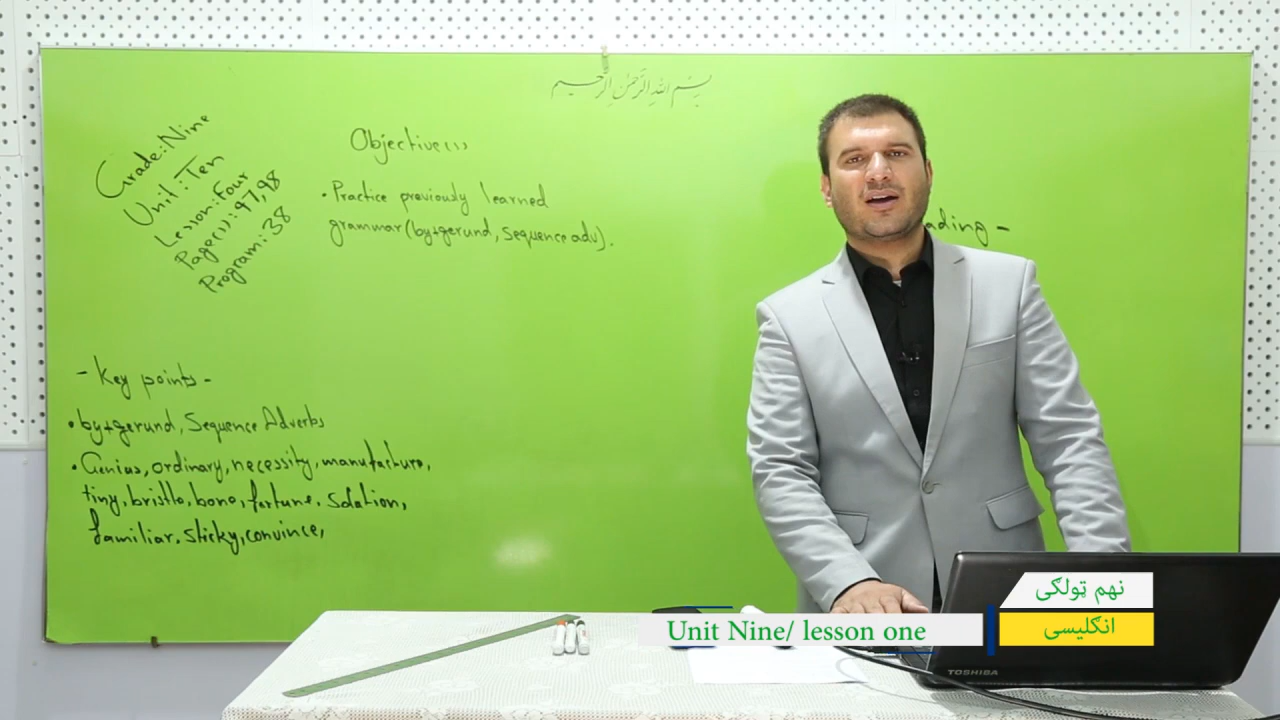 بسم الله الرحمن الرحیم
Grade: Nine
Unit: Ten
Lesson: Four
Page(s): 97, 98
Program: 38
Objective(s)
• Practice previously learned
grammar (by+gerund, Sequence adv).
ading -
- Key points -
• by+gerund, Sequence Adverbs
• Genius, ordinary, necessity, manufacture,
tiny, bristle, bone, fortune, Solution,
familiar, sticky, convince,
نهم ټولګی
انګلیسی
Unit Nine/ lesson one
TOSHIBA